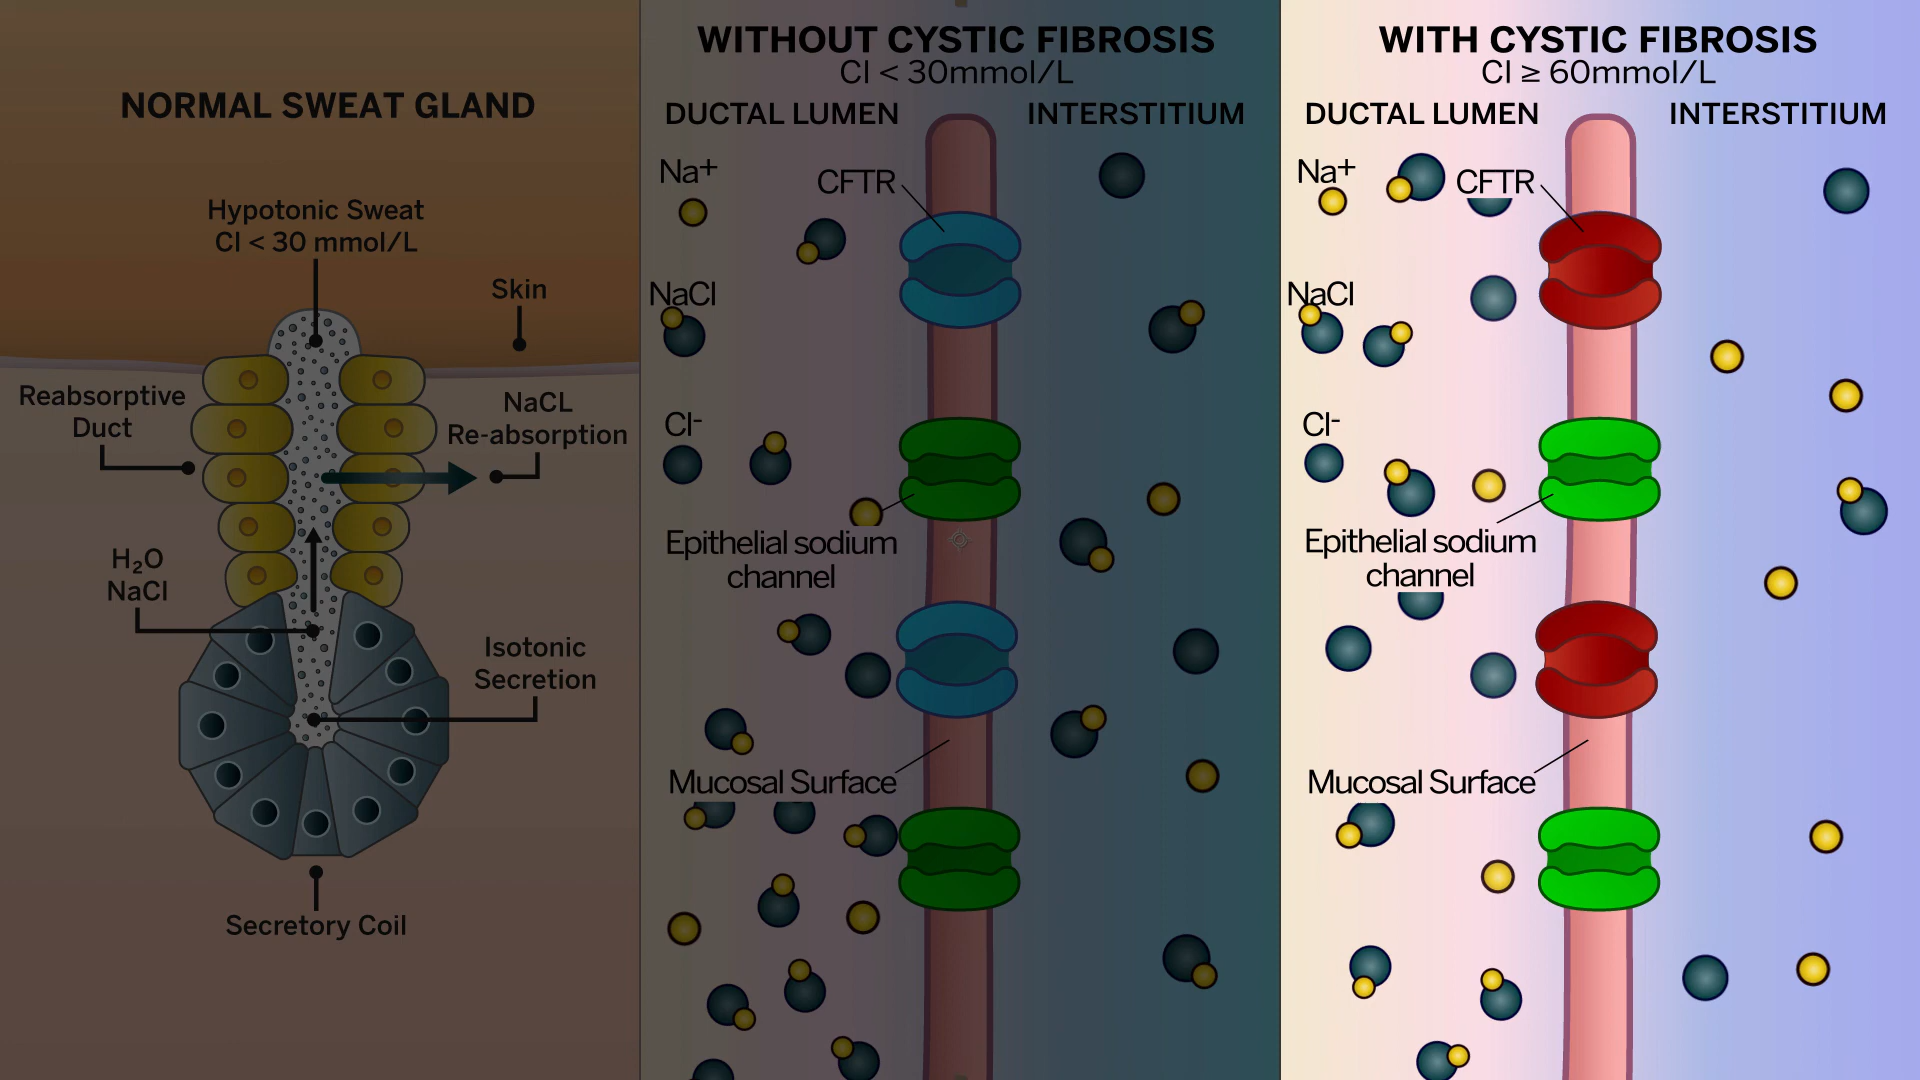 NORMAL SWEAT GLAND
Hypotonic Sweat
Cl < 30 mmol/L
Skin
Reabsorptive
Duct
NaCL
Re-absorption
H₂O
NaCl
Isotonic
Secretion
Secretory Coil
WITHOUT CYSTIC FIBROSIS
Cl < 30mmol/L
DUCTAL LUMEN
INTERSTITIUM
Na+
CFTR
NaCl
Cl-
Epithelial sodium
channel
Mucosal Surface
WITH CYSTIC FIBROSIS
Cl ≥ 60mmol/L
DUCTAL LUMEN
INTERSTITIUM
Na+
CFTR
NaCl
Cl-
Epithelial sodium
channel
Mucosal Surface